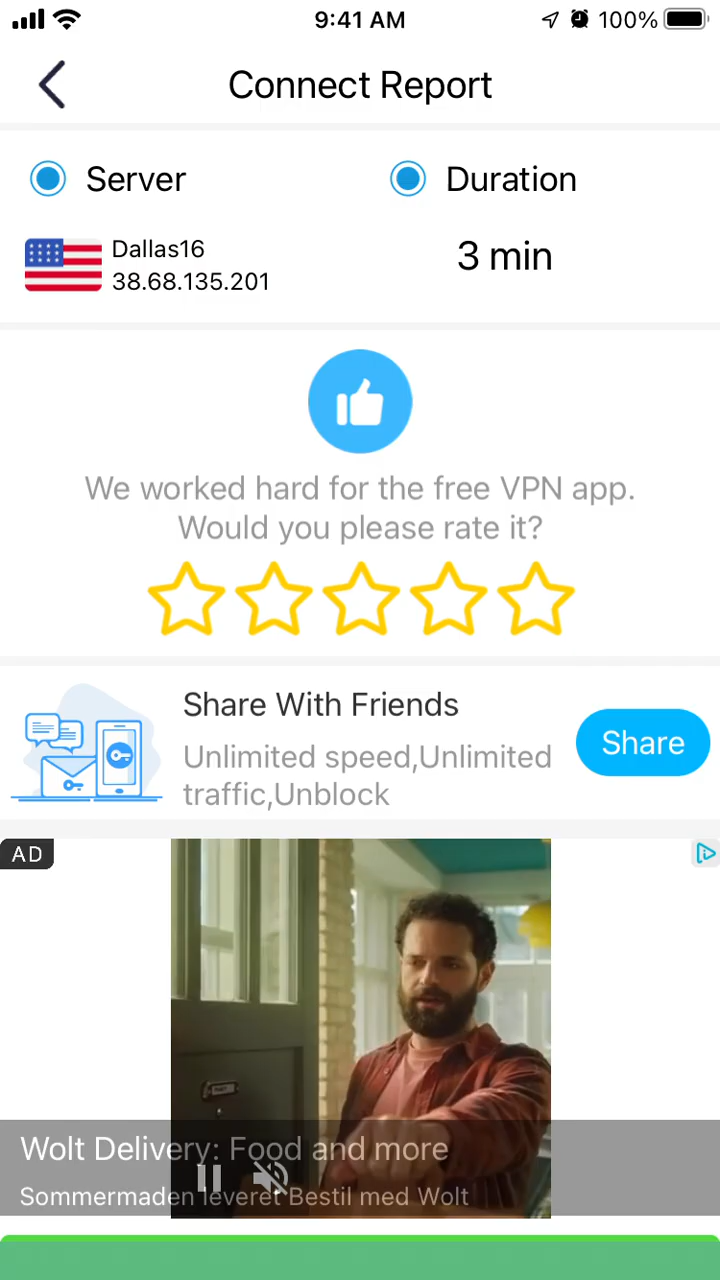 9:41 AM
100%
Connect Report
Server
Duration
Dallas16
38.68.135.201
3 min
We worked hard for the free VPN app.
Would you please rate it?
Share With Friends
Unlimited speed,Unlimited
traffic,Unblock
Share
AD
Wolt Delivery: Food and more
Sommermaden leveret Bestil med Wolt